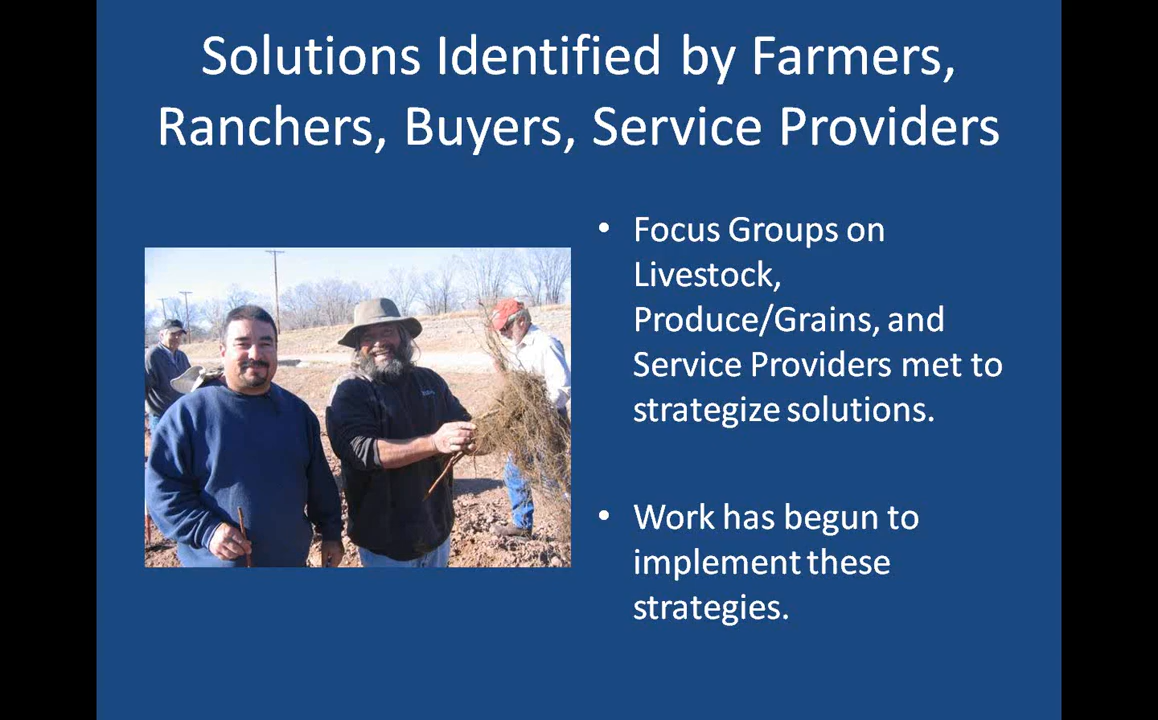 Solutions Identified by Farmers,
Ranchers, Buyers, Service Providers
• Focus Groups on
Livestock,
Produce/Grains, and
Service Providers met to
strategize solutions.
• Work has begun to
implement these
strategies.